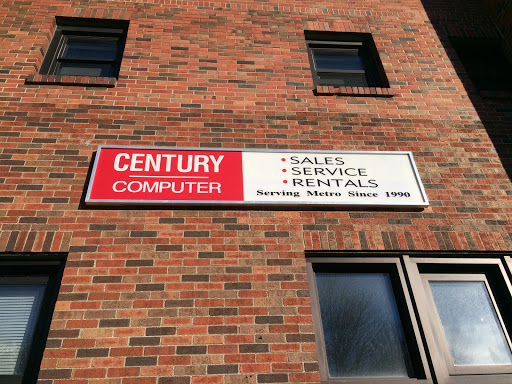 CENTURY
COMPUTER
• SALES
• SERVICE
• RENTALS
Serving Metro Since 1990